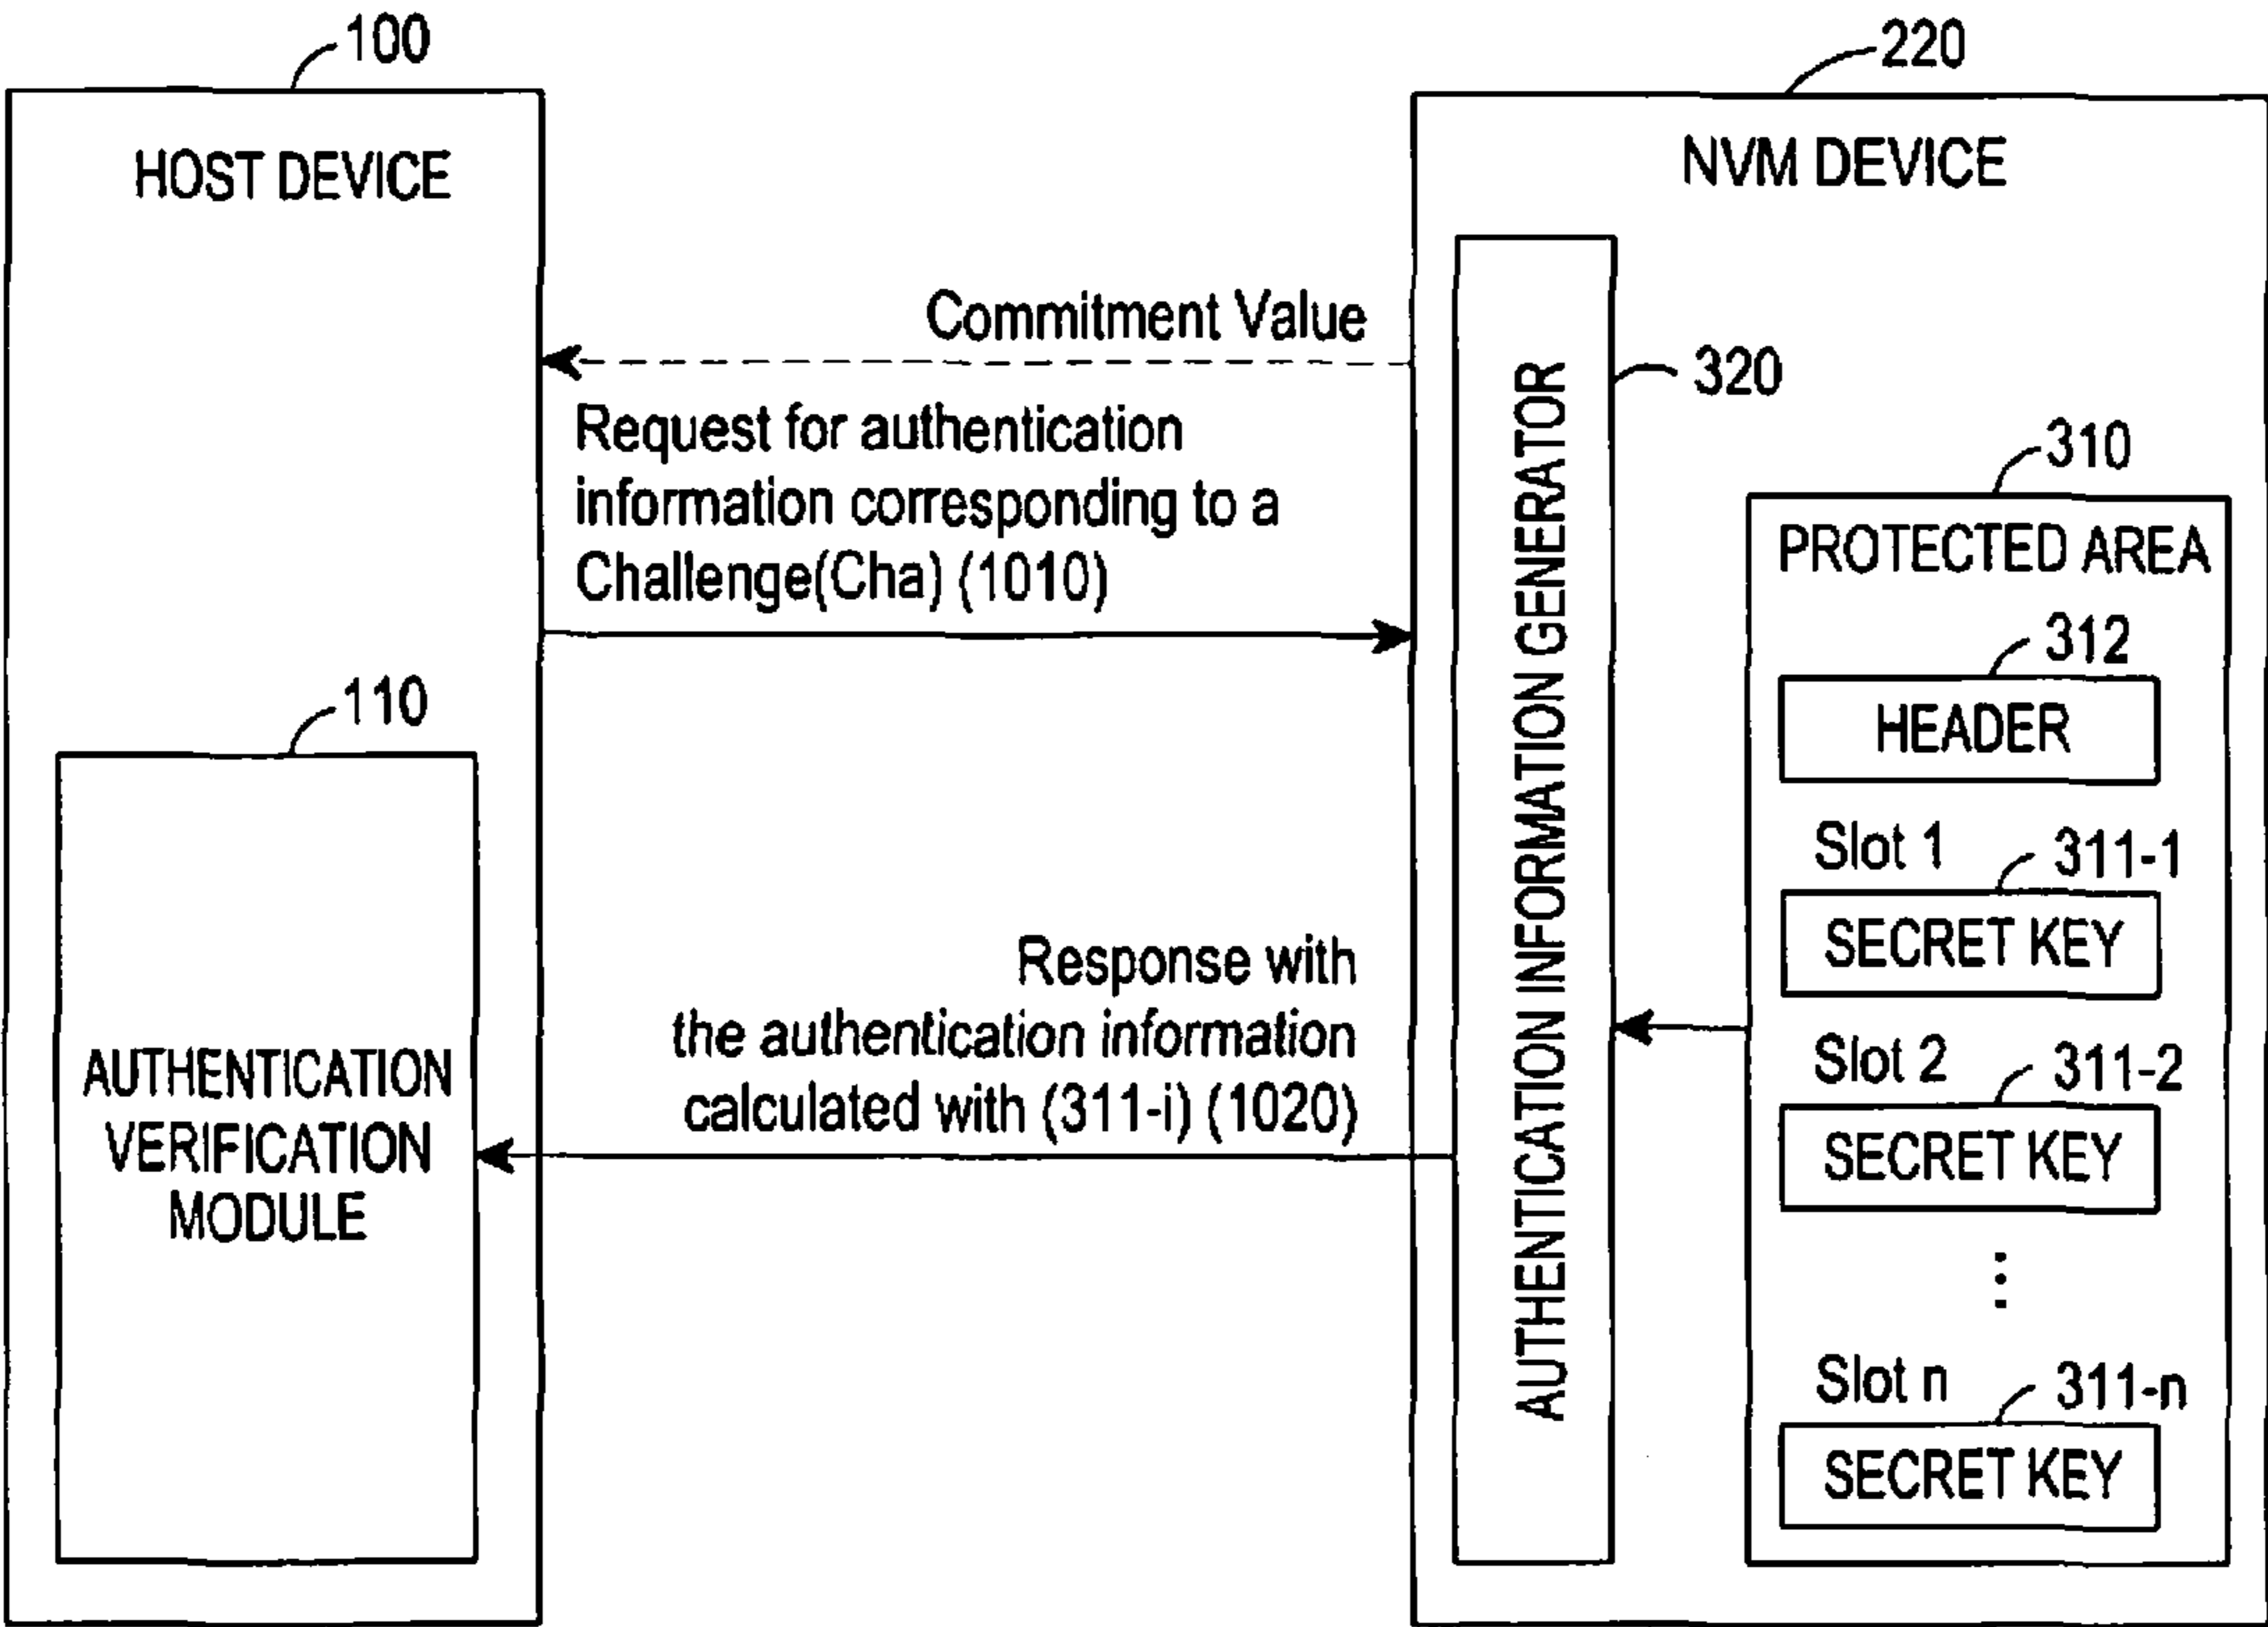 100
HOST DEVICE
220
NVM DEVICE
Commitment Value
Request for authentication
information corresponding to a
Challenge(Cha) (1010)
110
AUTHENTICATION
VERIFICATION
MODULE
Response with
the authentication information
calculated with (311-i) (1020)
320
AUTHENTICATION INFORMATION GENERATOR
310
PROTECTED AREA
312
HEADER
Slot 1 311-1
SECRET KEY
Slot 2 311-2
SECRET KEY
⋮
Slot n 311-n
SECRET KEY